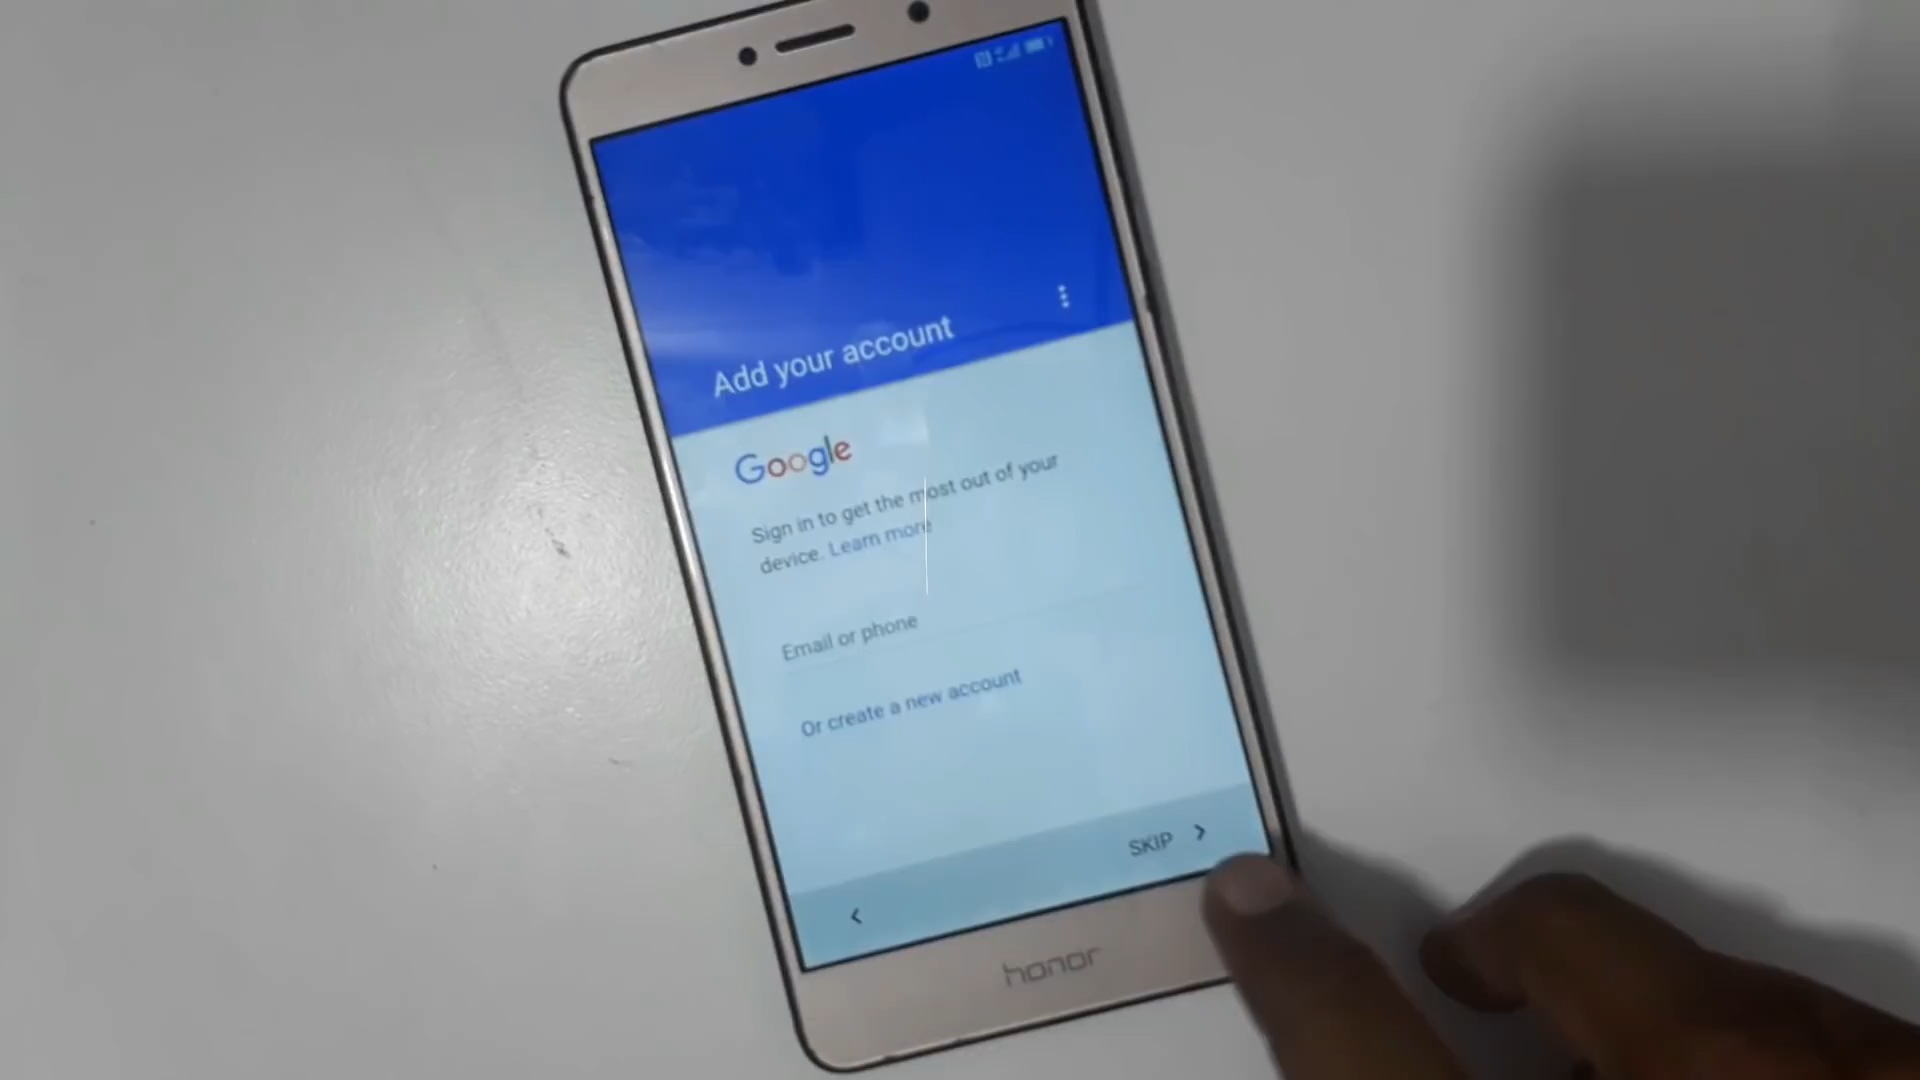 Add your account
Google
Sign in to get the most out of your
device. Learn more
Email or phone
Or create a new account
SKIP
honor